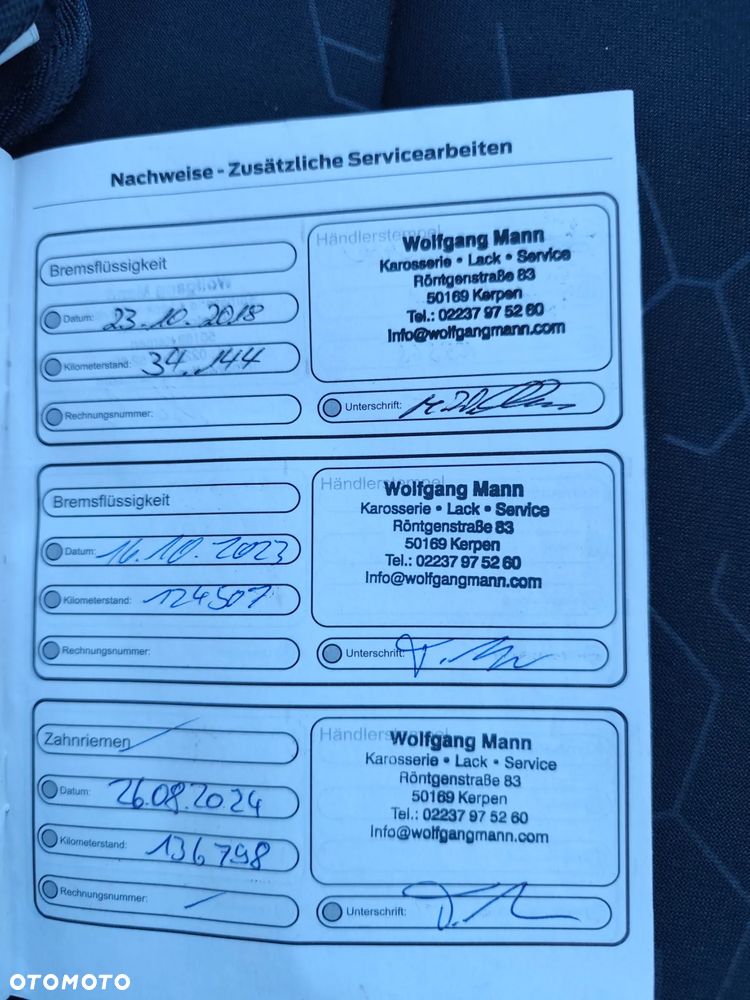 Nachweise - Zusätzliche Servicearbeiten
Bremsflüssigkeit
Datum: 23.10.2018
Kilometerstand: 34.144
Rechnungsnummer:
Händlerstempel
Wolfgang Mann
Karosserie • Lack • Service
Röntgenstraße 83
50169 Kerpen
Tel.: 02237 97 52 60
Info@wolfgangmann.com
Unterschrift:
Bremsflüssigkeit
Datum: 16.10.2023
Kilometerstand: 124507
Rechnungsnummer:
Händlerstempel
Wolfgang Mann
Karosserie • Lack • Service
Röntgenstraße 83
50169 Kerpen
Tel.: 02237 97 52 60
Info@wolfgangmann.com
Unterschrift:
Zahnriemen
Datum: 26.08.2024
Kilometerstand: 136798
Rechnungsnummer:
Händlerstempel
Wolfgang Mann
Karosserie • Lack • Service
Röntgenstraße 83
50169 Kerpen
Tel.: 02237 97 52 60
Info@wolfgangmann.com
Unterschrift:
OTOMOTO